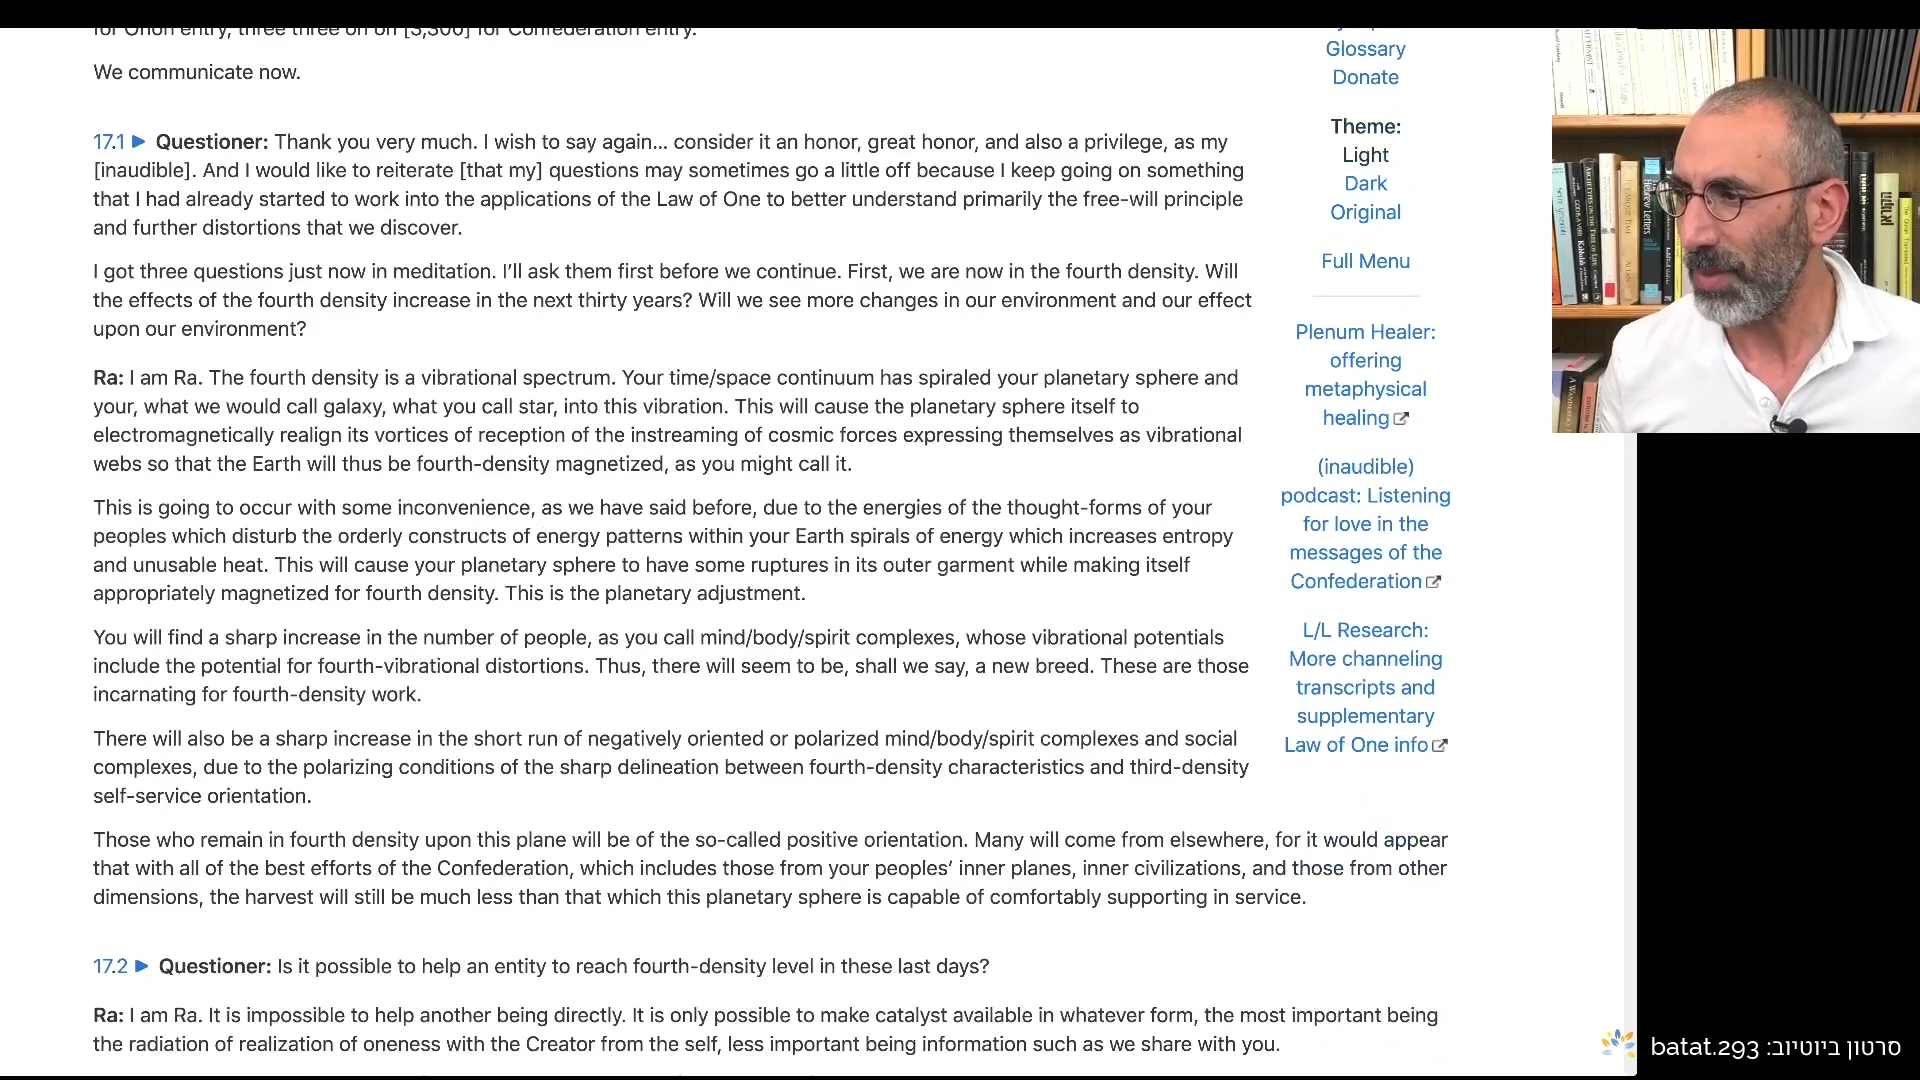 for Orion entry, three three oh oh [3,300] for Confederation entry.
We communicate now.
17.1 ▶ Questioner: Thank you very much. I wish to say again… consider it an honor, great honor, and also a privilege, as my
[inaudible]. And I would like to reiterate [that my] questions may sometimes go a little off because I keep going on something
that I had already started to work into the applications of the Law of One to better understand primarily the free-will principle
and further distortions that we discover.
I got three questions just now in meditation. I’ll ask them first before we continue. First, we are now in the fourth density. Will
the effects of the fourth density increase in the next thirty years? Will we see more changes in our environment and our effect
upon our environment?
Ra: I am Ra. The fourth density is a vibrational spectrum. Your time/space continuum has spiraled your planetary sphere and
your, what we would call galaxy, what you call star, into this vibration. This will cause the planetary sphere itself to
electromagnetically realign its vortices of reception of the instreaming of cosmic forces expressing themselves as vibrational
webs so that the Earth will thus be fourth-density magnetized, as you might call it.
This is going to occur with some inconvenience, as we have said before, due to the energies of the thought-forms of your
peoples which disturb the orderly constructs of energy patterns within your Earth spirals of energy which increases entropy
and unusable heat. This will cause your planetary sphere to have some ruptures in its outer garment while making itself
appropriately magnetized for fourth density. This is the planetary adjustment.
You will find a sharp increase in the number of people, as you call mind/body/spirit complexes, whose vibrational potentials
include the potential for fourth-vibrational distortions. Thus, there will seem to be, shall we say, a new breed. These are those
incarnating for fourth-density work.
There will also be a sharp increase in the short run of negatively oriented or polarized mind/body/spirit complexes and social
complexes, due to the polarizing conditions of the sharp delineation between fourth-density characteristics and third-density
self-service orientation.
Those who remain in fourth density upon this plane will be of the so-called positive orientation. Many will come from elsewhere, for it would appear
that with all of the best efforts of the Confederation, which includes those from your peoples’ inner planes, inner civilizations, and those from other
dimensions, the harvest will still be much less than that which this planetary sphere is capable of comfortably supporting in service.
17.2 ▶ Questioner: Is it possible to help an entity to reach fourth-density level in these last days?
Ra: I am Ra. It is impossible to help another being directly. It is only possible to make catalyst available in whatever form, the most important being
the radiation of realization of oneness with the Creator from the self, less important being information such as we share with you.
Glossary
Donate
Theme:
Light
Dark
Original
Full Menu
Plenum Healer:
offering
metaphysical
healing
(inaudible)
podcast: Listening
for love in the
messages of the
Confederation
L/L Research:
More channeling
transcripts and
supplementary
Law of One info
Hebrew Letters
סרטון ביוטיוב: batat.293